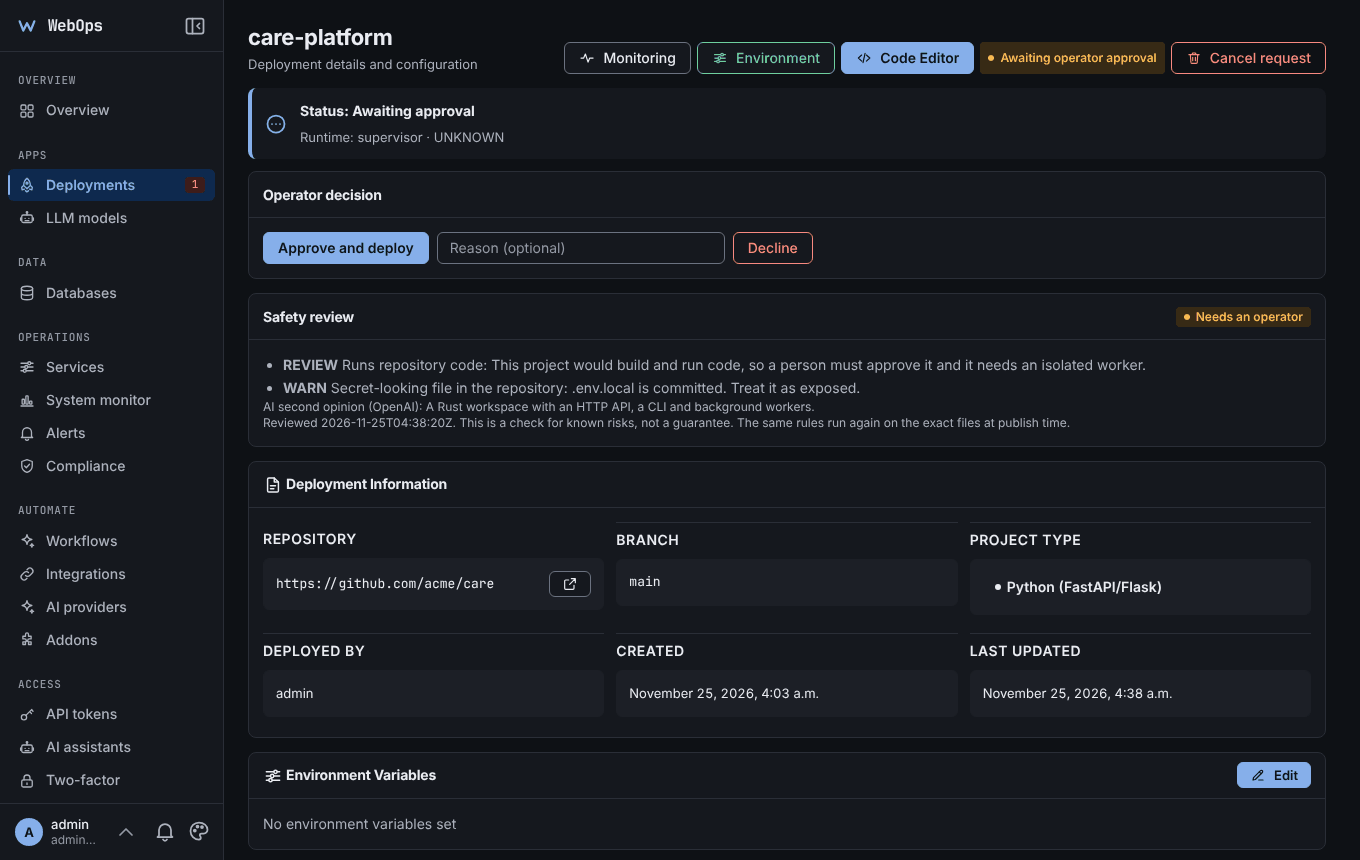 WebOps
OVERVIEW
Overview
APPS
Deployments 1
LLM models
DATA
Databases
OPERATIONS
Services
System monitor
Alerts
Compliance
AUTOMATE
Workflows
Integrations
AI providers
Addons
ACCESS
API tokens
AI assistants
Two-factor
A
admin
admin...
care-platform
Deployment details and configuration
Monitoring
Environment
Code Editor
Awaiting operator approval
Cancel request
Status: Awaiting approval
Runtime: supervisor · UNKNOWN
Operator decision
Approve and deploy
Reason (optional)
Decline
Safety review
Needs an operator
REVIEW Runs repository code: This project would build and run code, so a person must approve it and it needs an isolated worker.
WARN Secret-looking file in the repository: .env.local is committed. Treat it as exposed.
AI second opinion (OpenAI): A Rust workspace with an HTTP API, a CLI and background workers.
Reviewed 2026-11-25T04:38:20Z. This is a check for known risks, not a guarantee. The same rules run again on the exact files at publish time.
Deployment Information
REPOSITORY
https://github.com/acme/care
BRANCH
main
PROJECT TYPE
Python (FastAPI/Flask)
DEPLOYED BY
admin
CREATED
November 25, 2026, 4:03 a.m.
LAST UPDATED
November 25, 2026, 4:38 a.m.
Environment Variables
Edit
No environment variables set